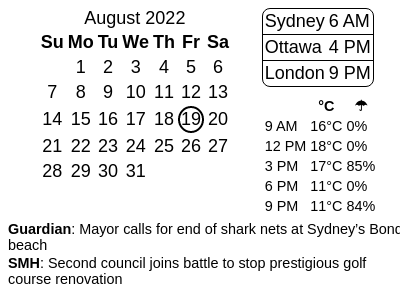 August 2022
Su Mo Tu We Th Fr Sa
1 2 3 4 5 6
7 8 9 10 11 12 13
14 15 16 17 18 19 20
21 22 23 24 25 26 27
28 29 30 31
Sydney 6 AM
Ottawa 4 PM
London 9 PM
°C ☂
9 AM 16°C 0%
12 PM 18°C 0%
3 PM 17°C 85%
6 PM 11°C 0%
9 PM 11°C 84%
Guardian: Mayor calls for end of shark nets at Sydney’s Bond
beach
SMH: Second council joins battle to stop prestigious golf
course renovation